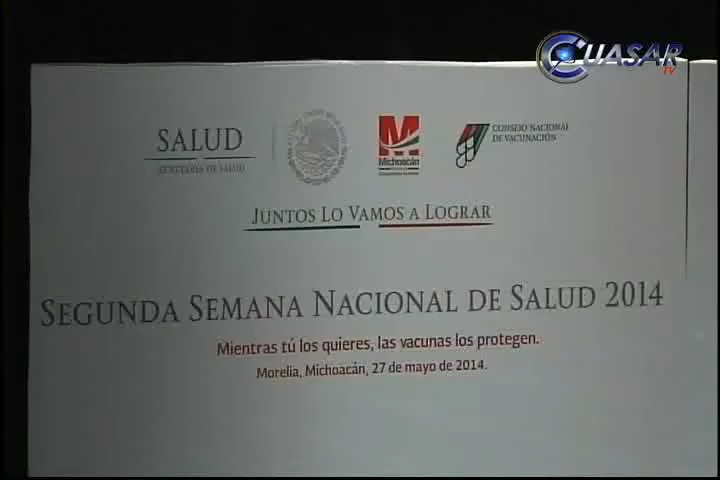 CUASAR
TV
SALUD
SECRETARÍA DE SALUD
Michoacán
CONSEJO NACIONAL
DE VACUNACIÓN
JUNTOS LO VAMOS A LOGRAR
SEGUNDA SEMANA NACIONAL DE SALUD 2014
Mientras tú los quieres, las vacunas los protegen.
Morelia, Michoacán, 27 de mayo de 2014.